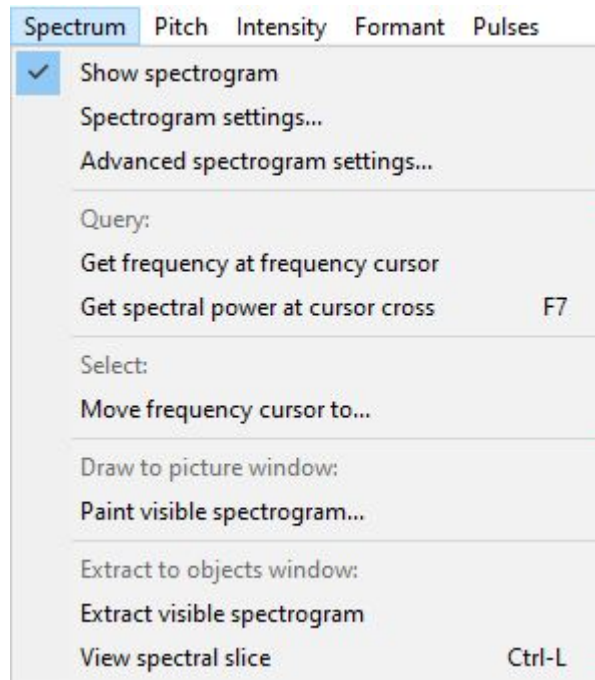 Spectrum Pitch Intensity Formant Pulses
Show spectrogram
Spectrogram settings...
Advanced spectrogram settings...
Query:
Get frequency at frequency cursor
Get spectral power at cursor cross F7
Select:
Move frequency cursor to...
Draw to picture window:
Paint visible spectrogram...
Extract to objects window:
Extract visible spectrogram
View spectral slice Ctrl-L